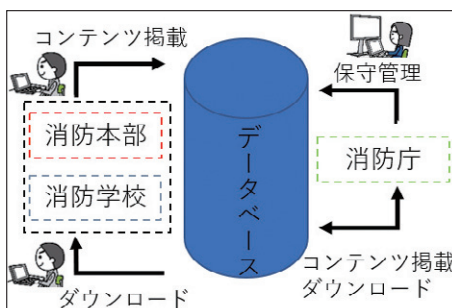 コンテンツ掲載
消防本部
消防学校
ダウンロード
データベース
保守管理
消防庁
コンテンツ掲載
ダウンロード